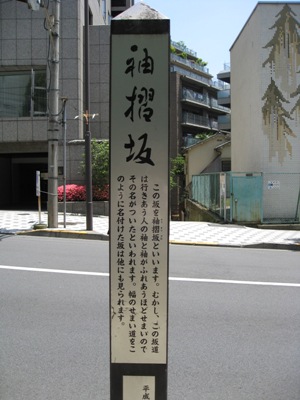 袖摺坂
この坂を袖摺坂といいます。むかし、この坂道
は行きあう人の袖と袖がふれあうほどせまいので
その名がついたといわれます。幅のせまい道をこ
のように名付けた坂は他にも見られます。
平成